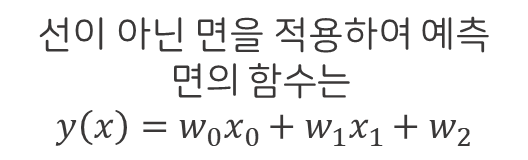 선이 아닌 면을 적용하여 예측
면의 함수는
y(x) = w₀x₀ + w₁x₁ + w₂